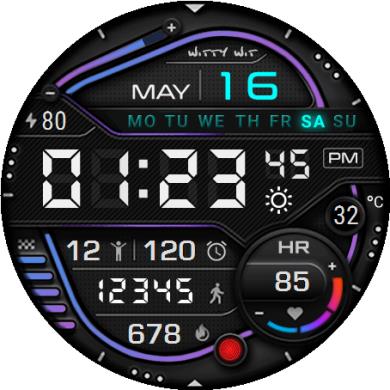 WITTY WIT
MAY 16
80
MO TU WE TH FR SA SU
01:23 45 PM
32 °C
12 120
HR
12345
85
- +
678